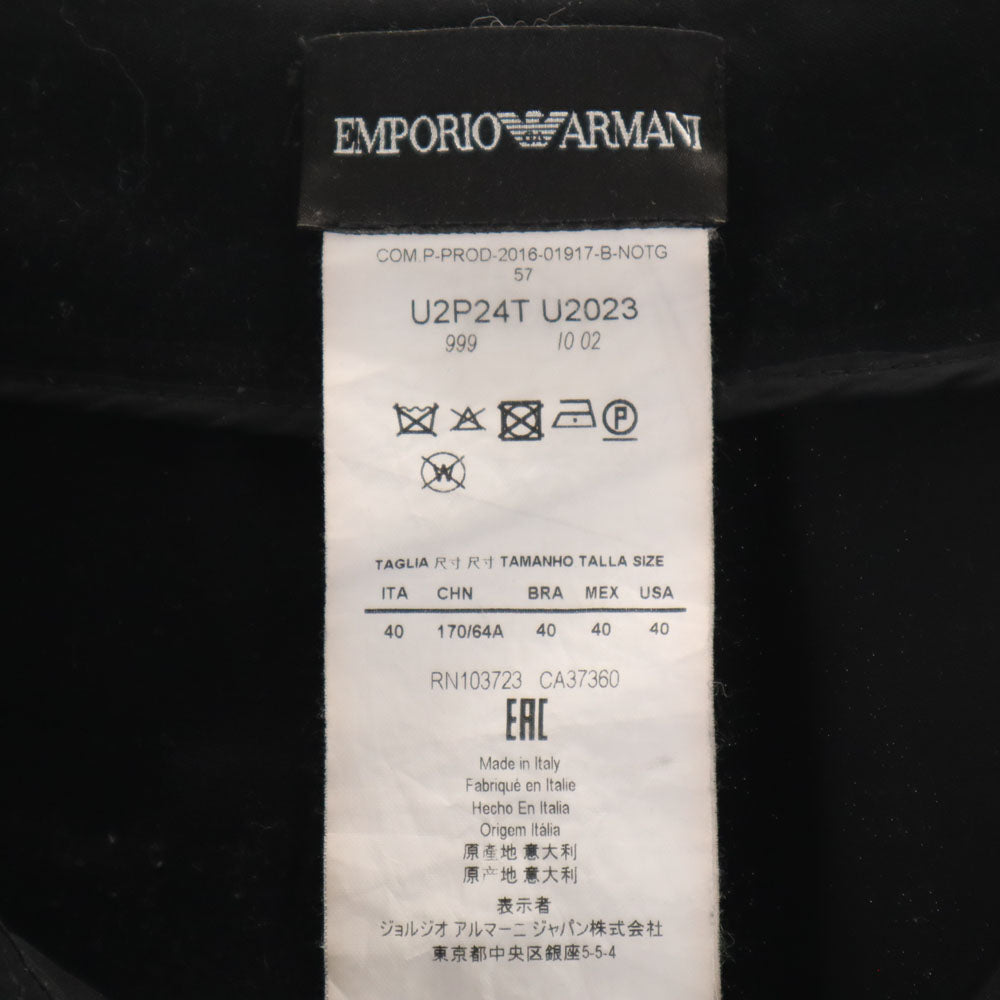 EMPORIO ARMANI
COM.P-PROD-2016-01917-B-NOTG
57
U2P24T U2023
999 10 02
P
W
TAGLIA 尺寸 尺寸 TAMANHO TALLA SIZE
ITA CHN BRA MEX USA
40 170/64A 40 40 40
RN103723 CA37360
EAC
Made in Italy
Fabriqué en Italie
Hecho En Italia
Origem Itália
原產地 意大利
原产地 意大利
表示者
ジョルジオ アルマーニ ジャパン株式会社
東京都中央区銀座5-5-4